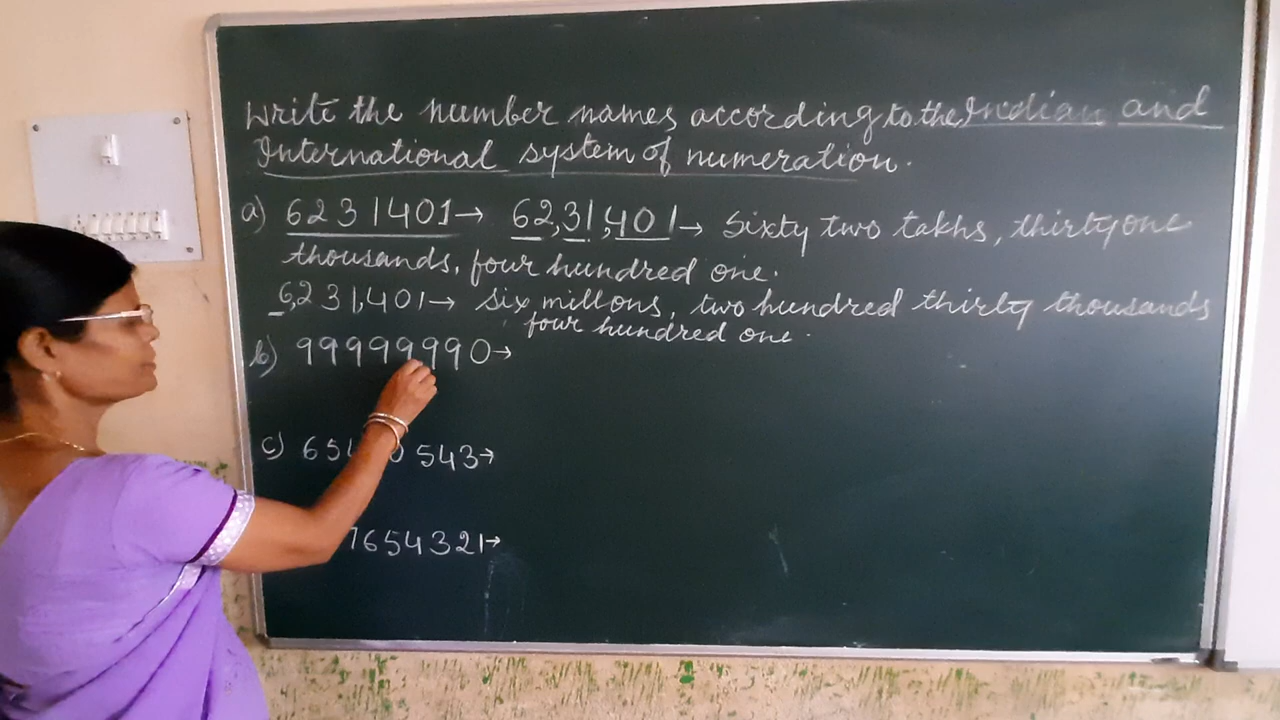 Write the number names according to the Indian and
International system of numeration.
a) 6231401→ 62,31,401→ Sixty two takhs, thirty one
thousands, four hundred one.
6,231,401→ six millons, two hundred thirty thousands
four hundred one.
b) 99999990→
c) 65 0 543→
7654321→